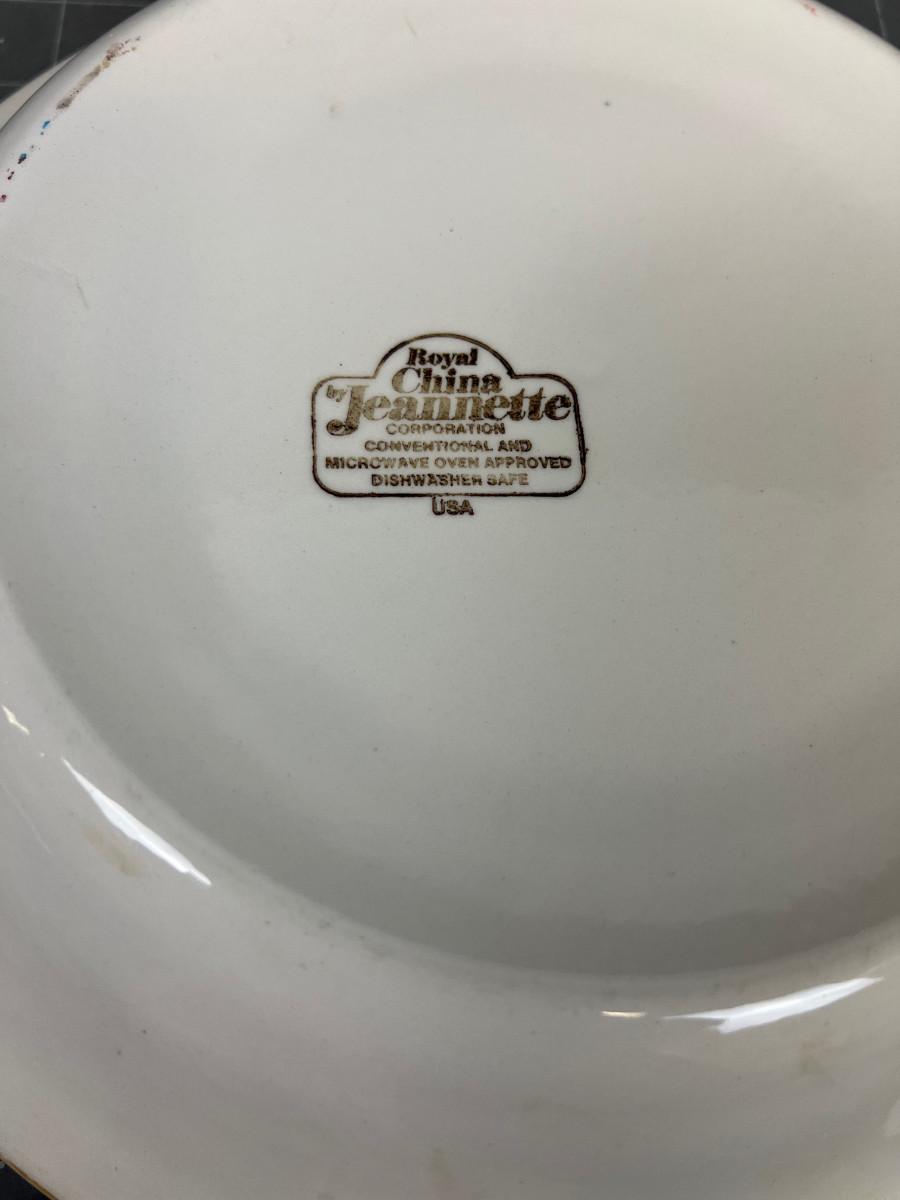 Royal
China
by Jeannette
CORPORATION
CONVENTIONAL AND
MICROWAVE OVEN APPROVED
DISHWASHER SAFE
USA